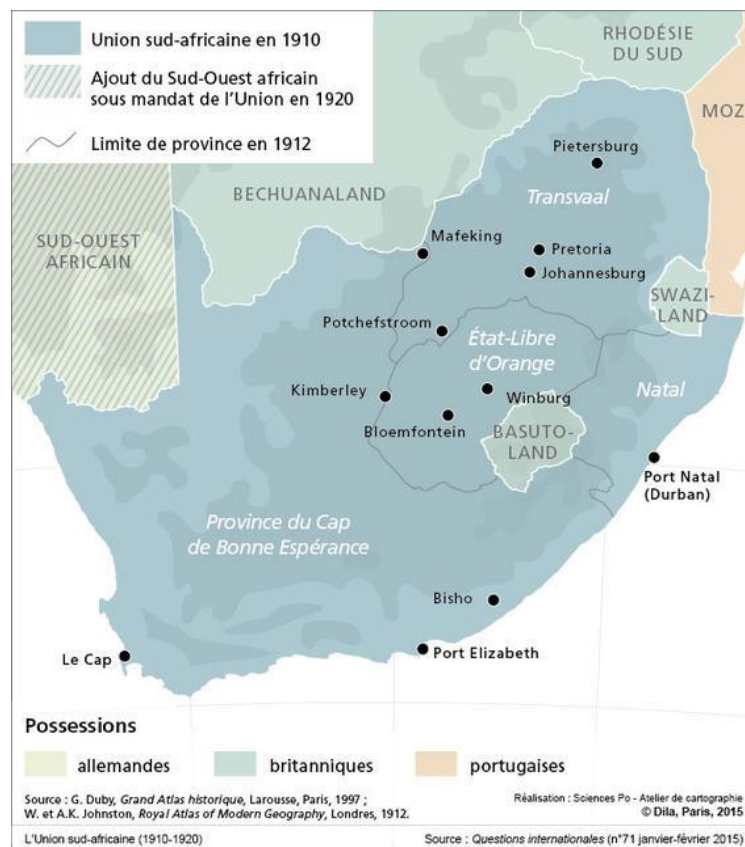 Union sud-africaine en 1910
Ajout du Sud-Ouest africain
sous mandat de l'Union en 1920
Limite de province en 1912
RHODÉSIE
DU SUD
MOZ
Pietersburg
Transvaal
BECHUANALAND
Mafeking
Pretoria
Johannesburg
SUD-OUEST
AFRICAIN
SWAZI-
LAND
Potchefstroom
État-Libre
d'Orange
Kimberley
Winburg
Natal
Bloemfontein
BASUTO-
LAND
Port Natal
(Durban)
Province du Cap
de Bonne Espérance
Bisho
Le Cap
Port Elizabeth
Possessions
allemandes
britanniques
portugaises
Source : G. Duby, Grand Atlas historique, Larousse, Paris, 1997 ;
W. et A.K. Johnston, Royal Atlas of Modern Geography, Londres, 1912.
Réalisation : Sciences Po - Atelier de cartographie
© Dila, Paris, 2015
L'Union sud-africaine (1910-1920)
Source : Questions internationales (n°71 janvier-février 2015)